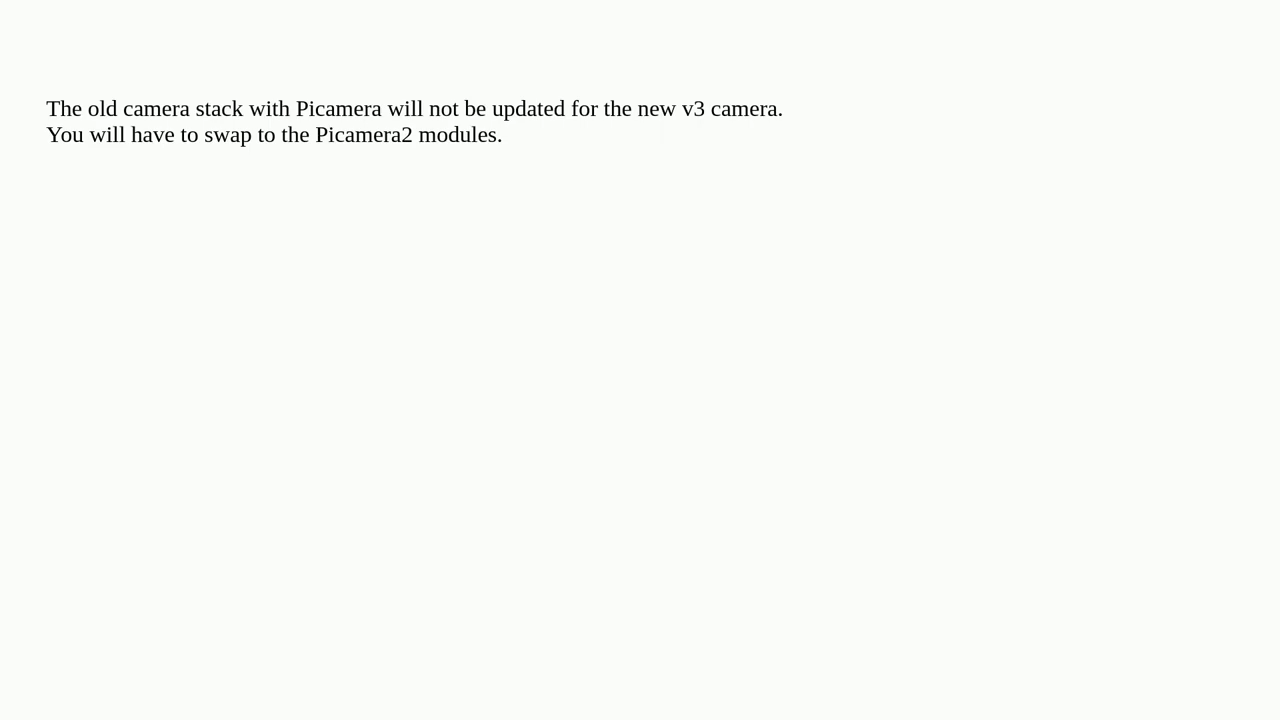 The old camera stack with Picamera will not be updated for the new v3 camera.
You will have to swap to the Picamera2 modules.